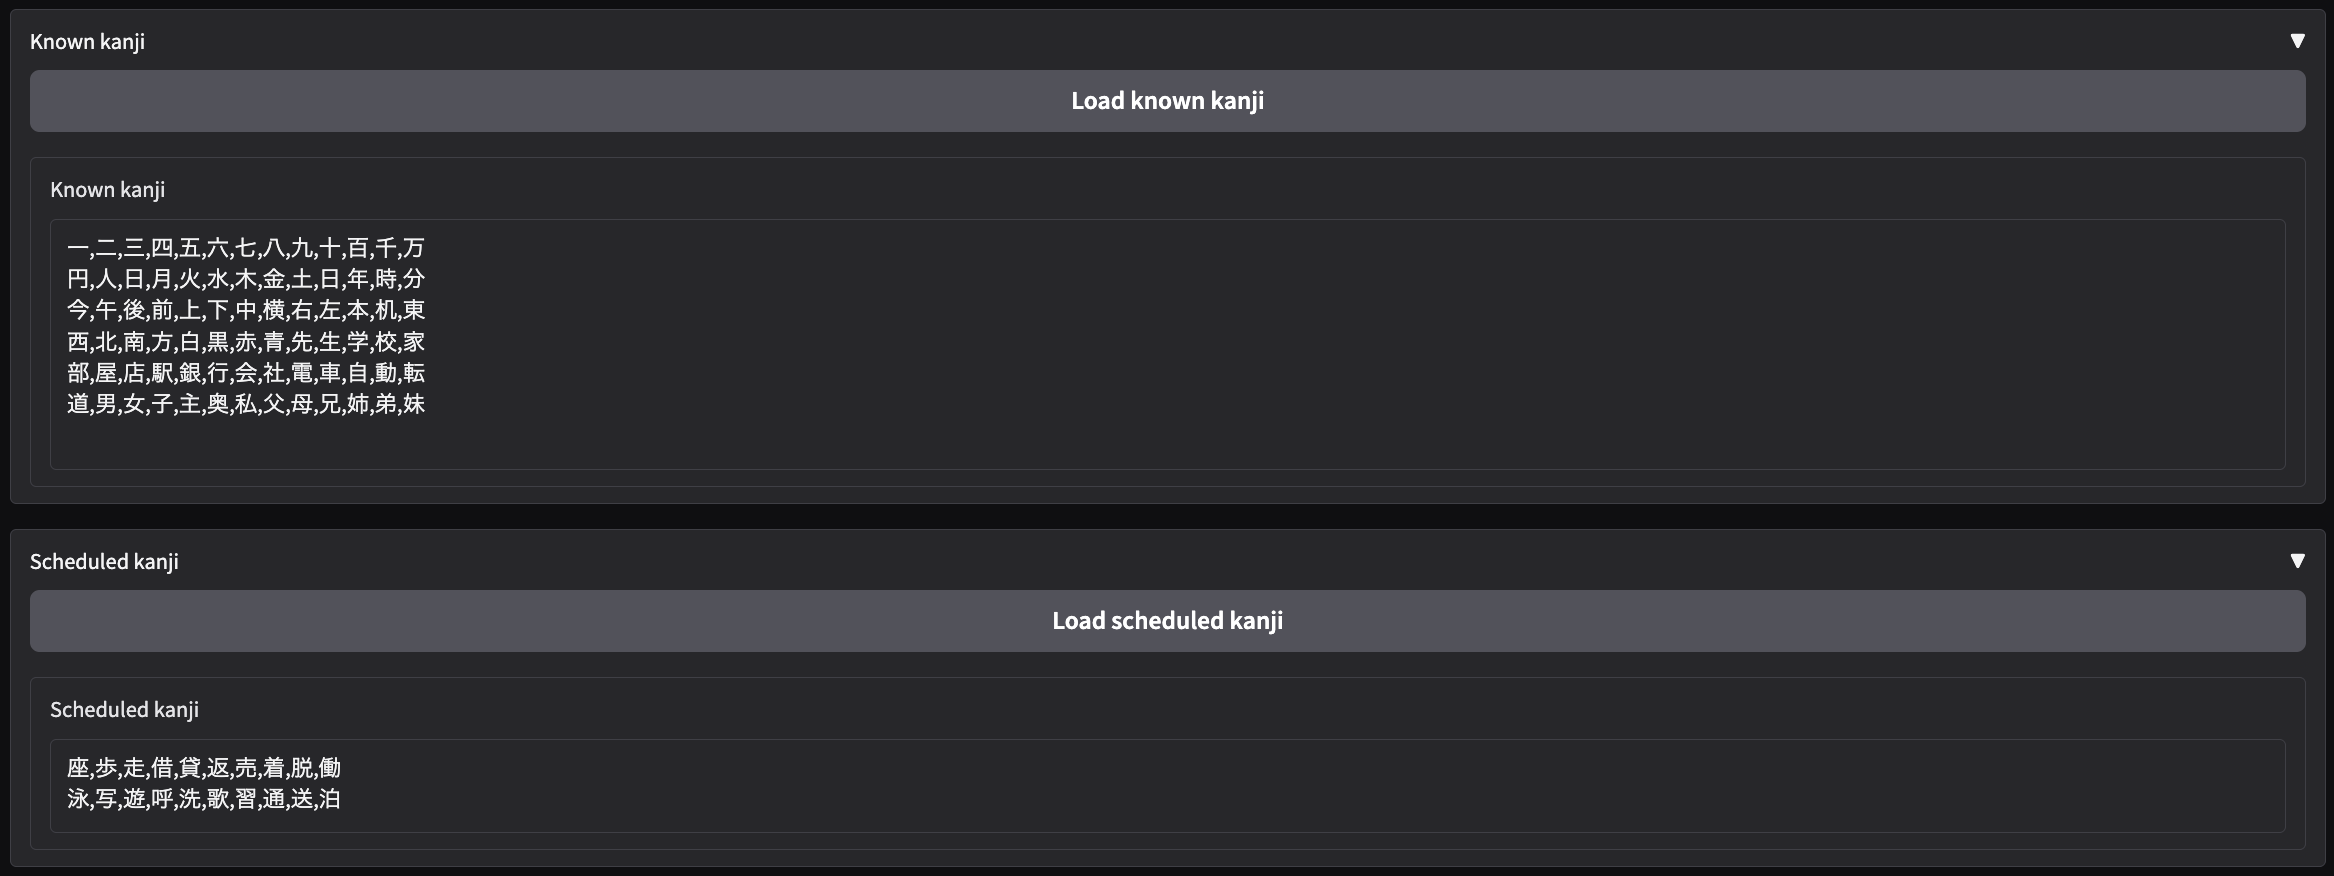 Known kanji
▼
Load known kanji
Known kanji
一,二,三,四,五,六,七,八,九,十,百,千,万
円,人,日,月,火,水,木,金,土,日,年,時,分
今,午,後,前,上,下,中,横,右,左,本,机,東
西,北,南,方,白,黒,赤,青,先,生,学,校,家
部,屋,店,駅,銀,行,会,社,電,車,自,動,転
道,男,女,子,主,奥,私,父,母,兄,姉,弟,妹
Scheduled kanji
▼
Load scheduled kanji
Scheduled kanji
座,歩,走,借,貸,返,売,着,脱,働
泳,写,遊,呼,洗,歌,習,通,送,泊